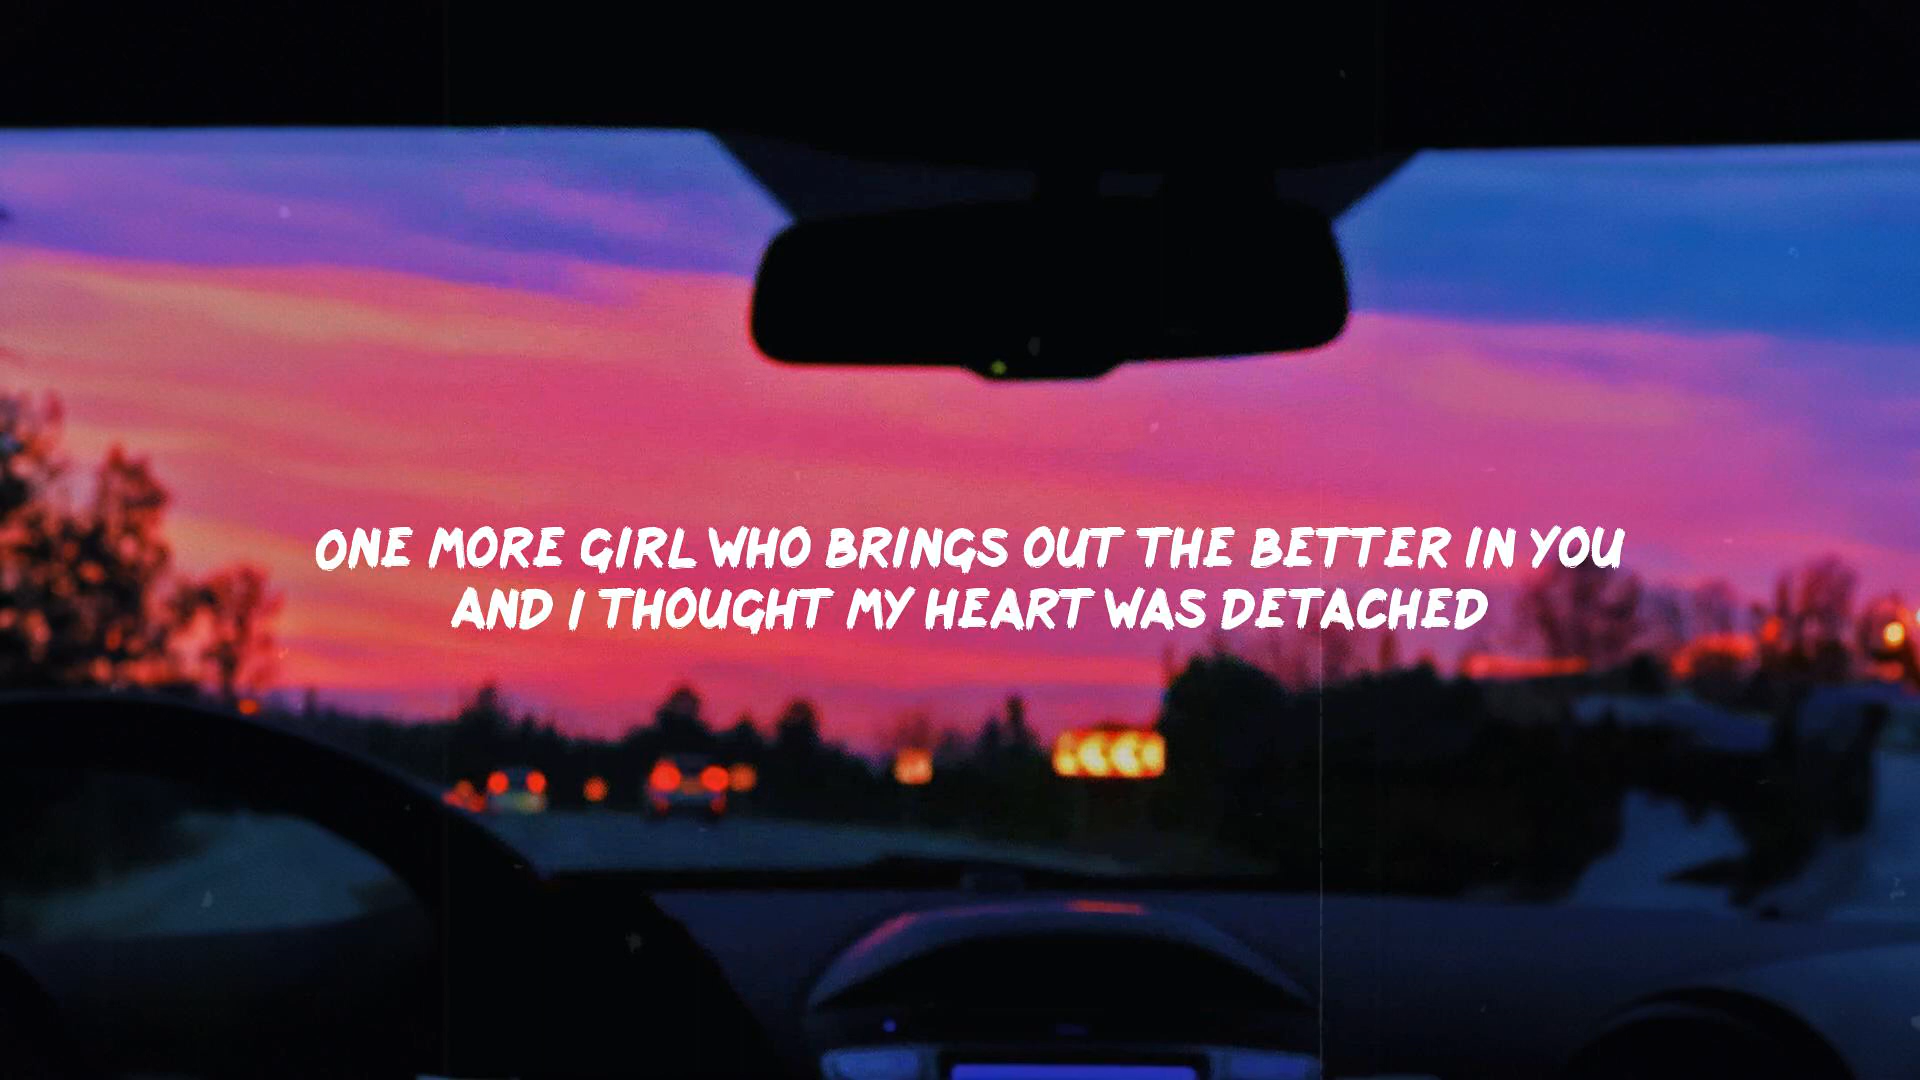 ONE MORE GIRL WHO BRINGS OUT THE BETTER IN YOU
AND I THOUGHT MY HEART WAS DETACHED